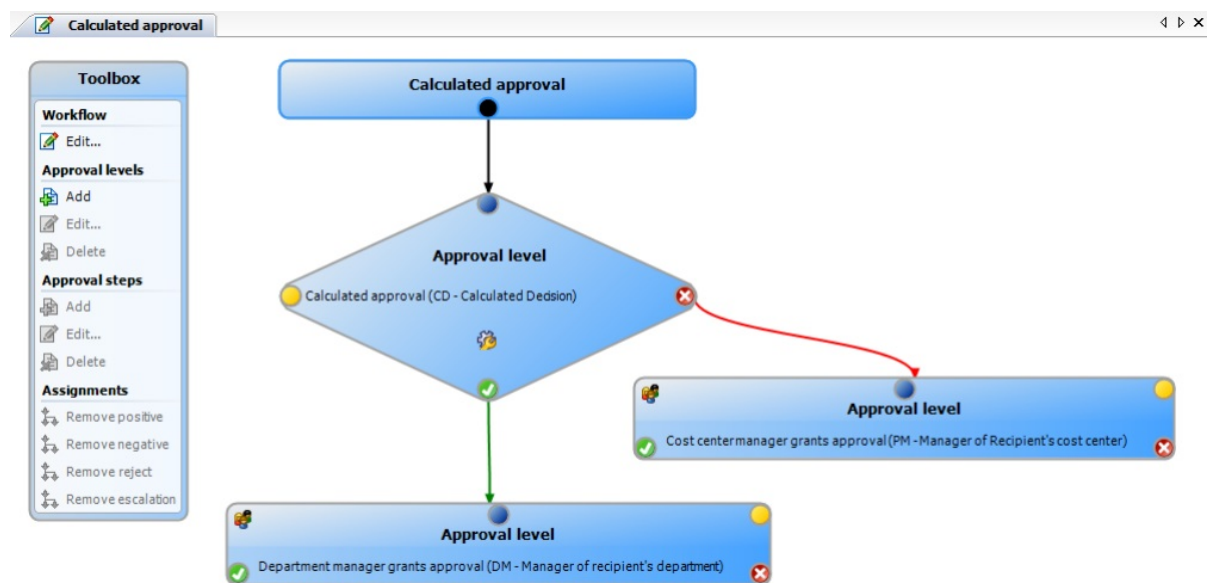 Calculated approval
Toolbox
Workflow
Edit...
Approval levels
Add
Edit...
Delete
Approval steps
Add
Edit...
Delete
Assignments
Remove positive
Remove negative
Remove reject
Remove escalation
Calculated approval
Approval level
Calculated approval (CD - Calculated Decision)
Approval level
Cost center manager grants approval (PM - Manager of Recipient's cost center)
Approval level
Department manager grants approval (DM - Manager of recipient's department)